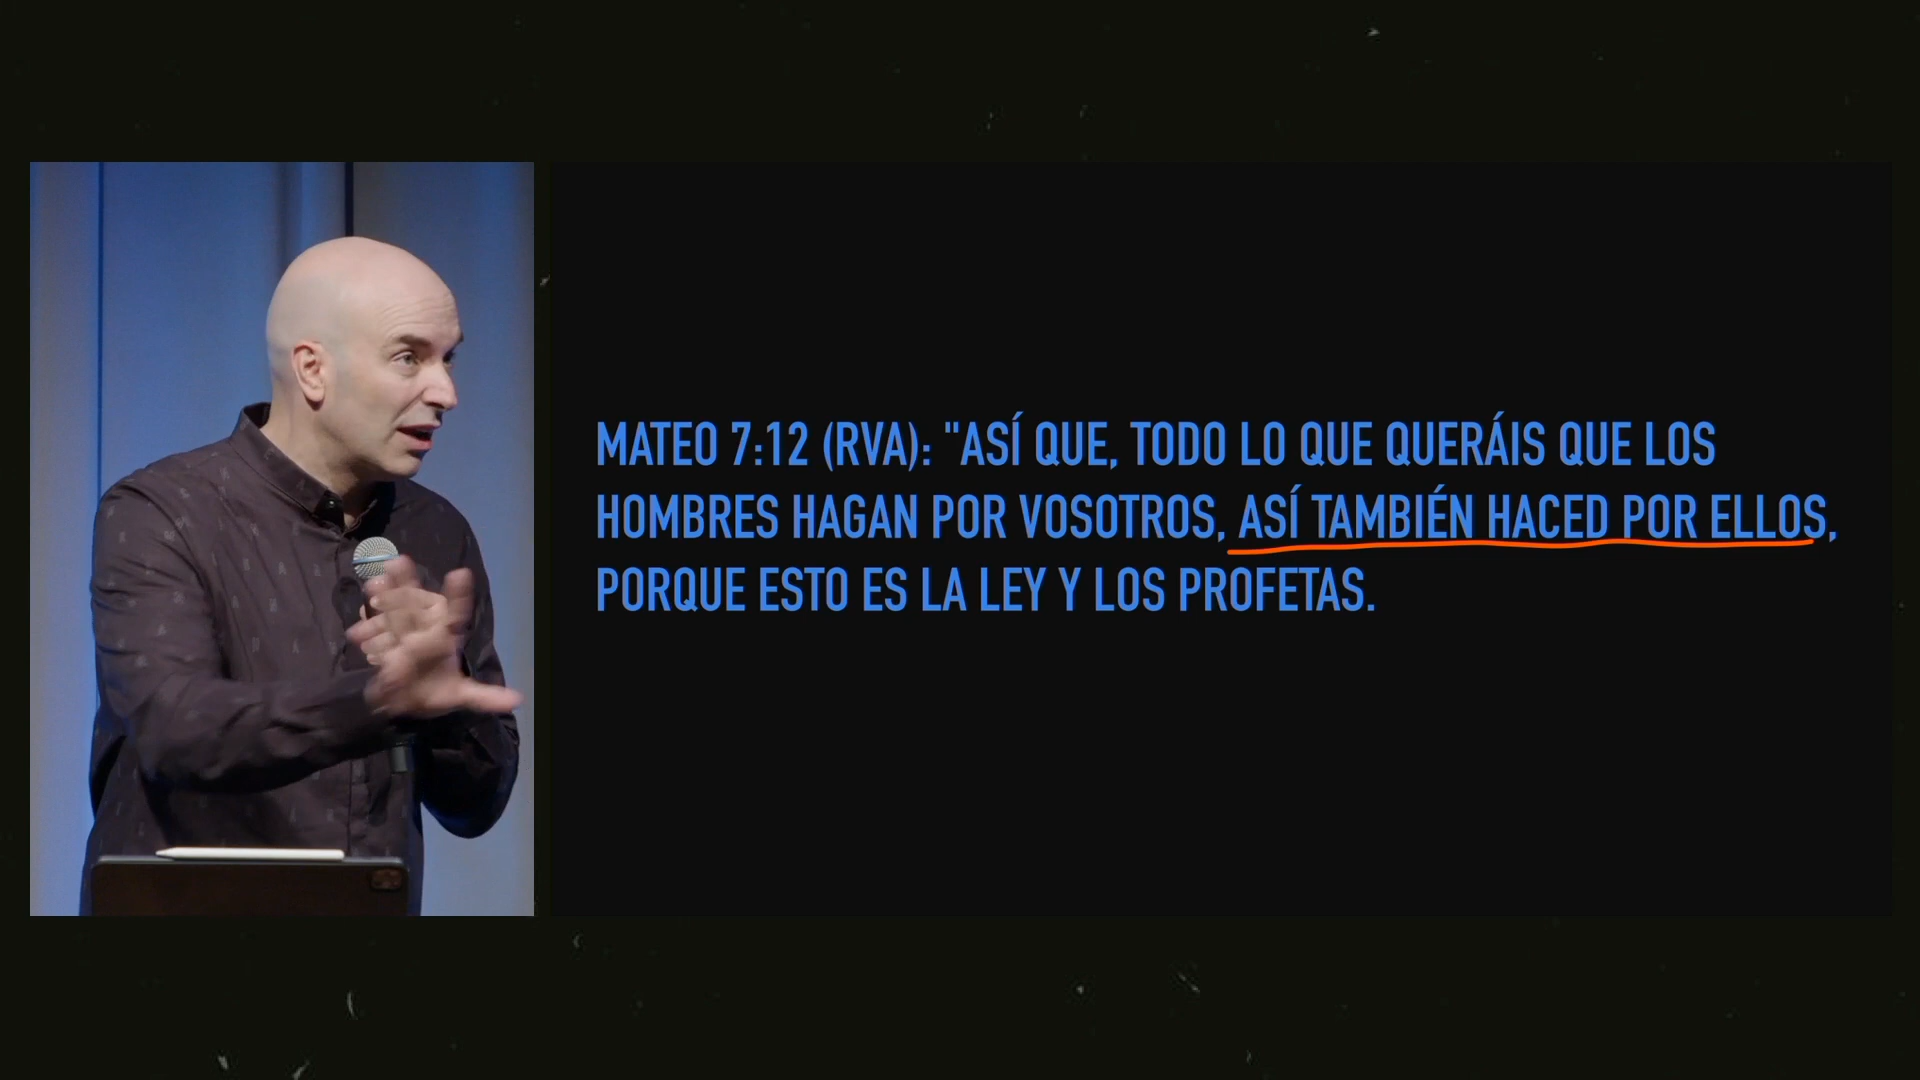 MATEO 7:12 (RVA): "ASÍ QUE, TODO LO QUE QUERÁIS QUE LOS
HOMBRES HAGAN POR VOSOTROS, ASÍ TAMBIÉN HACED POR ELLOS,
PORQUE ESTO ES LA LEY Y LOS PROFETAS.